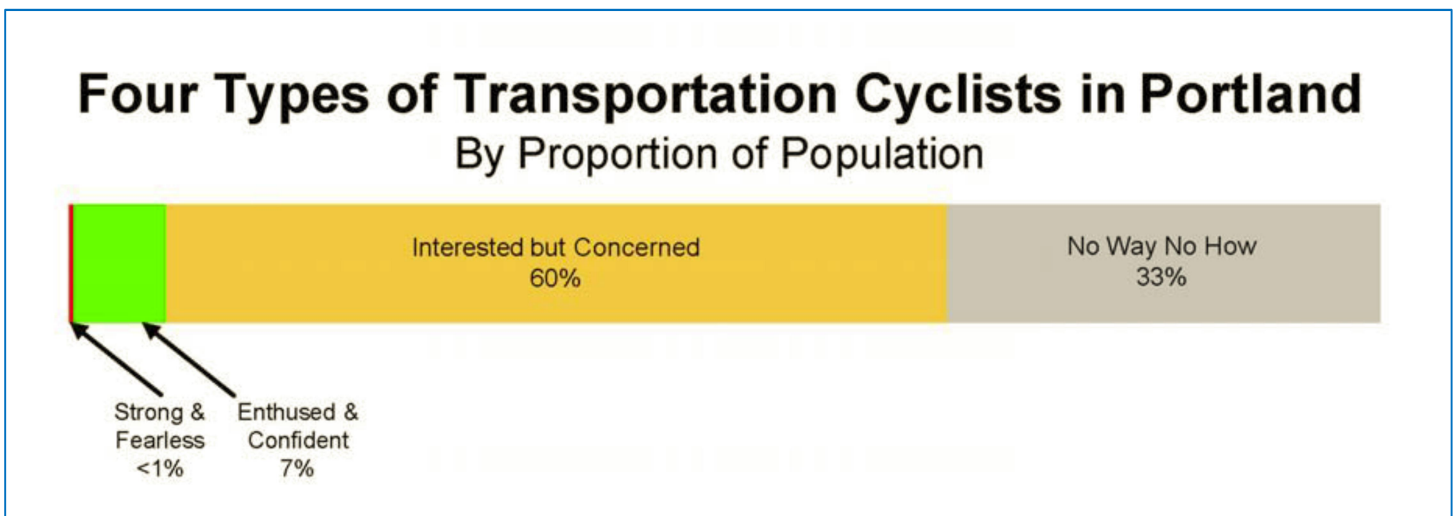 Four Types of Transportation Cyclists in Portland
By Proportion of Population
Interested but Concerned
60%
No Way No How
33%
Strong &
Fearless
<1%
Enthused &
Confident
7%